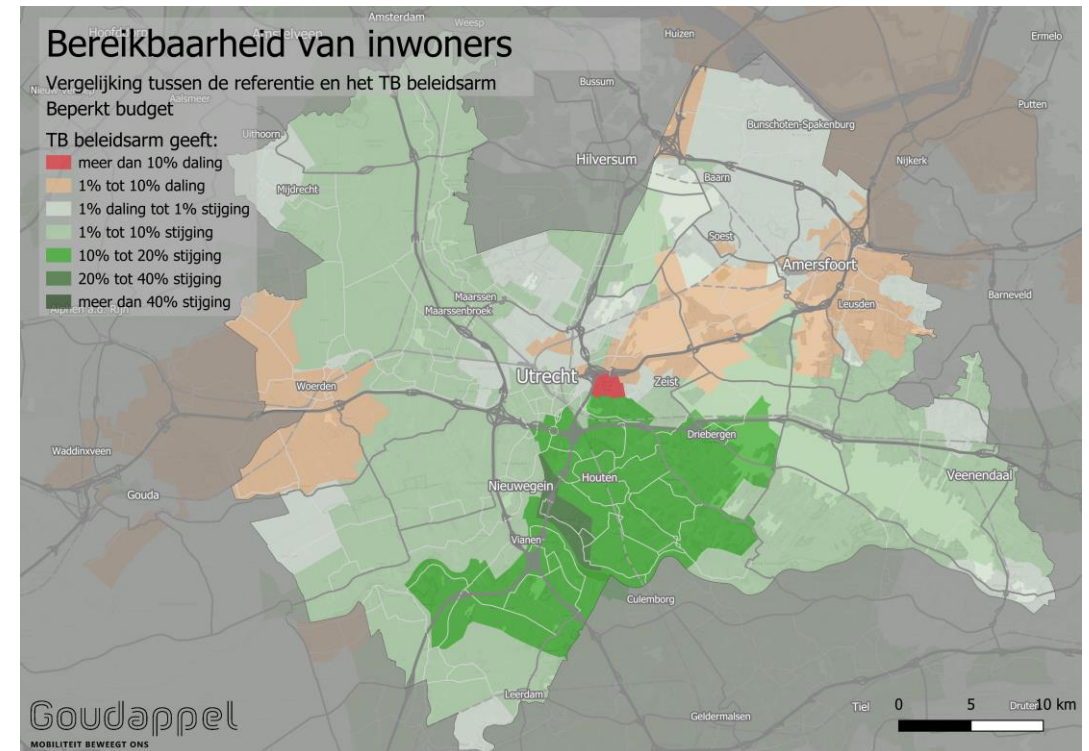 Bereikbaarheid van inwoners
Vergelijking tussen de referentie en het TB beleidsarm
Beperkt budget
TB beleidsarm geeft:
meer dan 10% daling
1% tot 10% daling
1% daling tot 1% stijging
1% tot 10% stijging
10% tot 20% stijging
20% tot 40% stijging
meer dan 40% stijging
Amsterdam
Weesp
Hoofddorp
Amstelveen
Huizen
Ermelo
Bussum
Aalsmeer
Putten
Uithoorn
Bunschoten-Spakenburg
Hilversum
Nijkerk
Baarn
Mijdrecht
Soest
Amersfoort
Maarssen
Barneveld
Leusden
Maarssenbroek
Alphen a.d. Rijn
Utrecht
Zeist
Woerden
Driebergen
Waddinxveen
Veenendaal
Houten
Nieuwegein
Gouda
Vianen
Culemborg
Leerdam
Geldermalsen
Tiel
Druten
0 5 10 km
Goudappel
MOBILITEIT BEWEEGT ONS